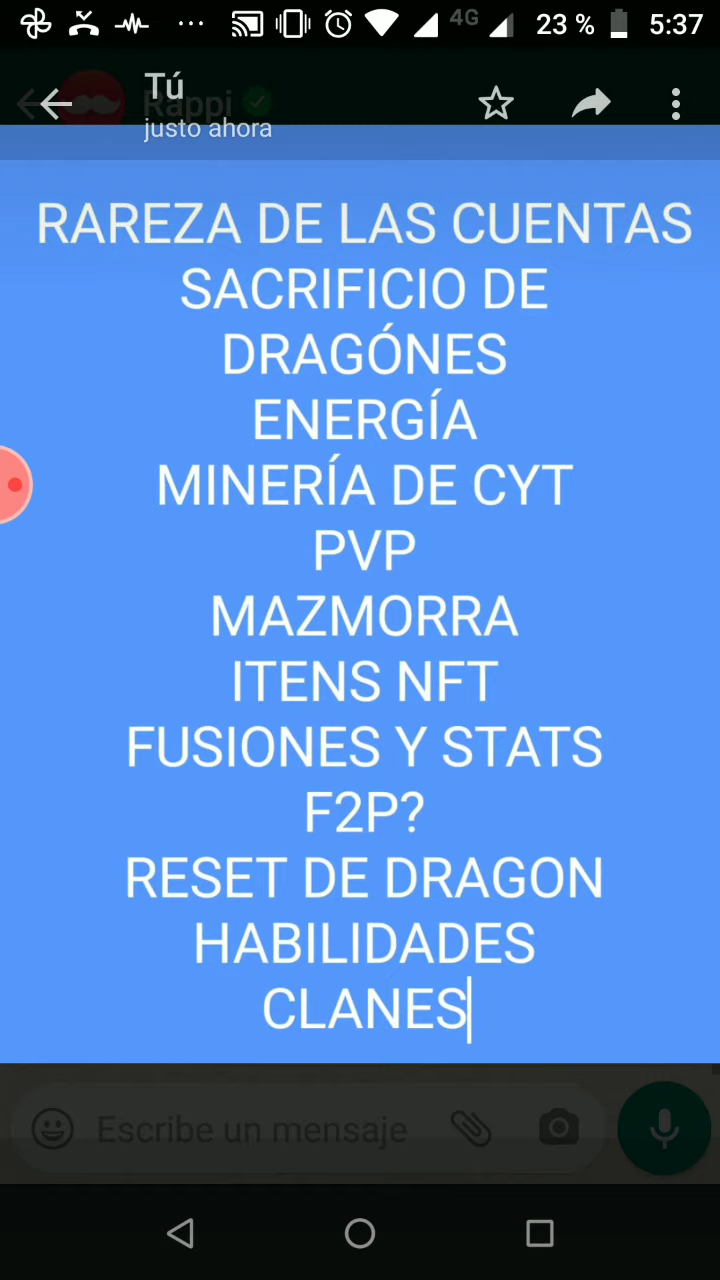 4G 23 % 5:37
Tú
Rappi
justo ahora
RAREZA DE LAS CUENTAS
SACRIFICIO DE
DRAGÓNES
ENERGÍA
MINERÍA DE CYT
PVP
MAZMORRA
ITENS NFT
FUSIONES Y STATS
F2P?
RESET DE DRAGON
HABILIDADES
CLANES
Escribe un mensaje